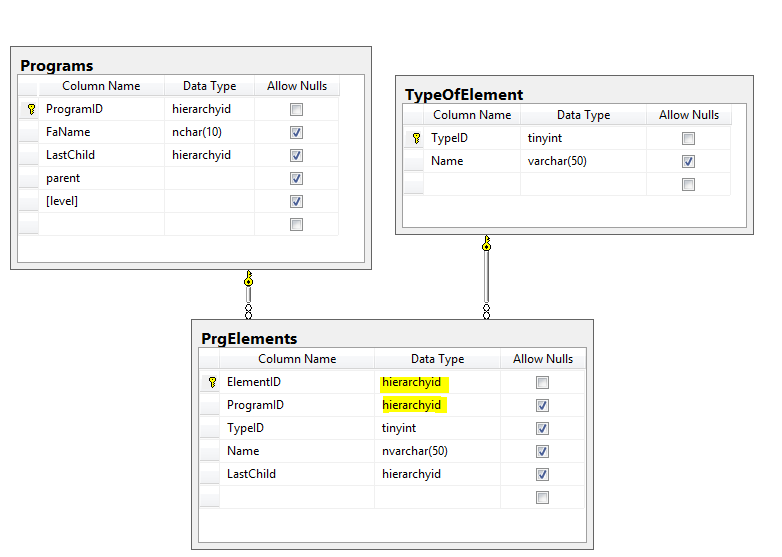 Programs
Column Name Data Type Allow Nulls
ProgramID hierarchyid
FaName nchar(10)
LastChild hierarchyid
parent
[level]
TypeOfElement
Column Name Data Type Allow Nulls
TypeID tinyint
Name varchar(50)
PrgElements
Column Name Data Type Allow Nulls
ElementID hierarchyid
ProgramID hierarchyid
TypeID tinyint
Name nvarchar(50)
LastChild hierarchyid